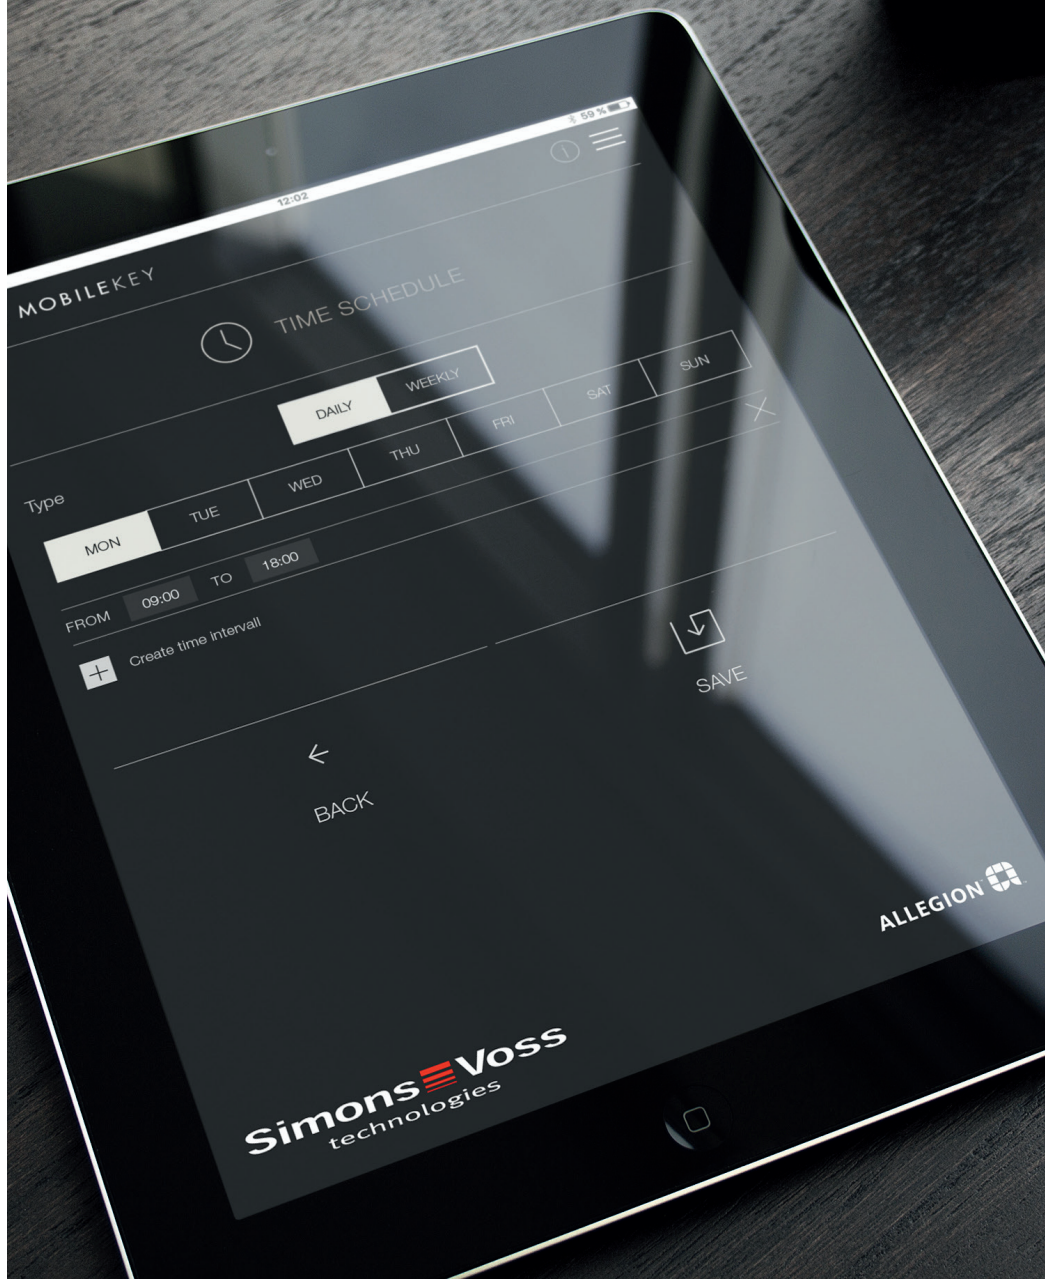 12:02
59 %
MOBILEKEY
TIME SCHEDULE
DAILY WEEKLY
Type
MON TUE WED THU FRI SAT SUN
FROM 09:00 TO 18:00
Create time intervall
BACK
SAVE
ALLEGION™
Simons Voss
technologies